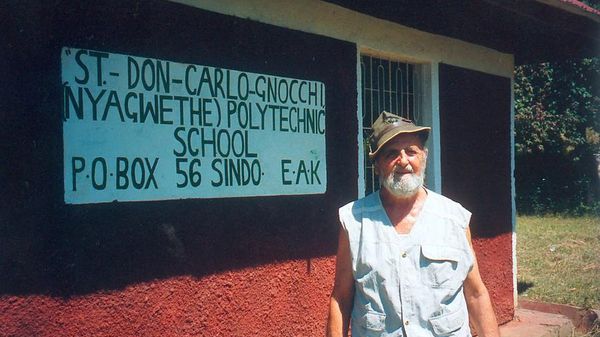 "ST.-DON-CARLO-GNOCCHI.
(NYAGWETHE) POLYTECHNIC
SCHOOL
P.O.BOX 56 SINDO. E.A.K